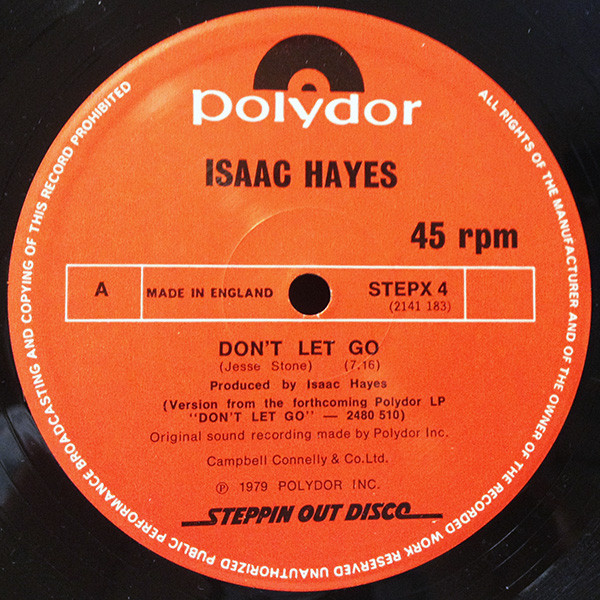 polydor
ISAAC HAYES
45 rpm
A
MADE IN ENGLAND
STEPX 4
(2141 183)
DON'T LET GO
(Jesse Stone) (7.16)
Produced by Isaac Hayes
(Version from the forthcoming Polydor LP
"DON'T LET GO" — 2480 510)
Original sound recording made by Polydor Inc.
Campbell Connelly & Co.Ltd.
℗ 1979 POLYDOR INC.
STEPPIN OUT DISCO
ALL RIGHTS OF THE MANUFACTURER AND OF THE OWNER OF THE RECORDED WORK RESERVED UNAUTHORIZED PUBLIC PERFORMANCE BROADCASTING AND COPYING OF THIS RECORD PROHIBITED